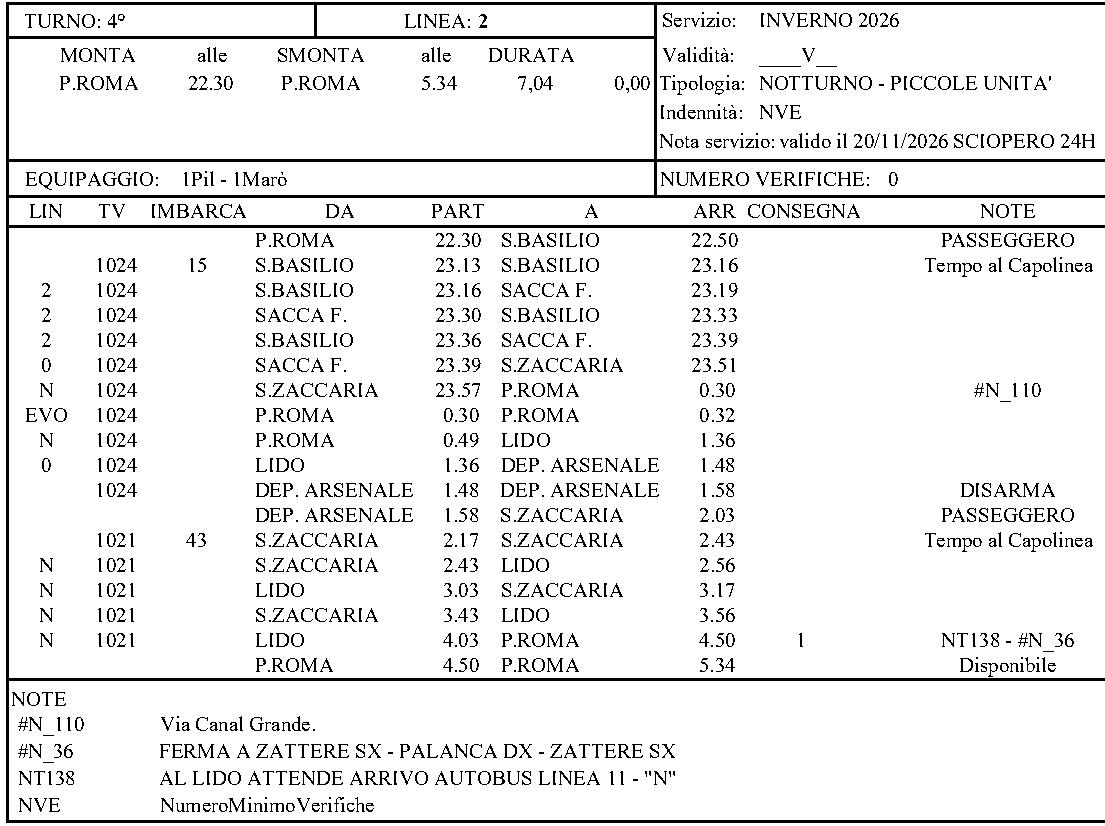 TURNO: 4° LINEA: 2 Servizio: INVERNO 2026
MONTA alle SMONTA alle DURATA Validità: ____V__
P.ROMA 22.30 P.ROMA 5.34 7,04 0,00 Tipologia: NOTTURNO - PICCOLE UNITA'
Indennità: NVE
Nota servizio: valido il 20/11/2026 SCIOPERO 24H
EQUIPAGGIO: 1Pil - 1Marò NUMERO VERIFICHE: 0
LIN TV IMBARCA DA PART A ARR CONSEGNA NOTE
P.ROMA 22.30 S.BASILIO 22.50 PASSEGGERO
1024 15 S.BASILIO 23.13 S.BASILIO 23.16 Tempo al Capolinea
2 1024 S.BASILIO 23.16 SACCA F. 23.19
2 1024 SACCA F. 23.30 S.BASILIO 23.33
2 1024 S.BASILIO 23.36 SACCA F. 23.39
0 1024 SACCA F. 23.39 S.ZACCARIA 23.51
N 1024 S.ZACCARIA 23.57 P.ROMA 0.30 #N_110
EVO 1024 P.ROMA 0.30 P.ROMA 0.32
N 1024 P.ROMA 0.49 LIDO 1.36
0 1024 LIDO 1.36 DEP. ARSENALE 1.48
1024 DEP. ARSENALE 1.48 DEP. ARSENALE 1.58 DISARMA
DEP. ARSENALE 1.58 S.ZACCARIA 2.03 PASSEGGERO
1021 43 S.ZACCARIA 2.17 S.ZACCARIA 2.43 Tempo al Capolinea
N 1021 S.ZACCARIA 2.43 LIDO 2.56
N 1021 LIDO 3.03 S.ZACCARIA 3.17
N 1021 S.ZACCARIA 3.43 LIDO 3.56
N 1021 LIDO 4.03 P.ROMA 4.50 1 NT138 - #N_36
P.ROMA 4.50 P.ROMA 5.34 Disponibile
NOTE
#N_110 Via Canal Grande.
#N_36 FERMA A ZATTERE SX - PALANCA DX - ZATTERE SX
NT138 AL LIDO ATTENDE ARRIVO AUTOBUS LINEA 11 - "N"
NVE NumeroMinimoVerifiche